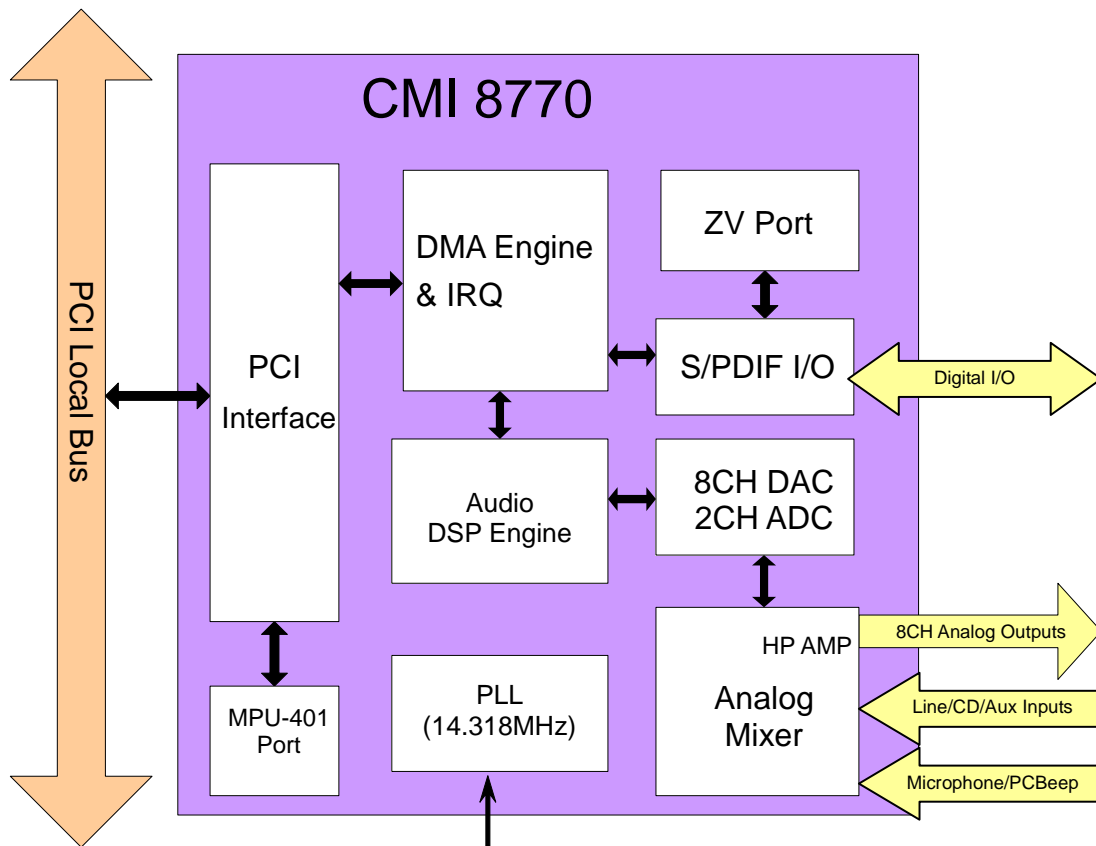 CMI 8770
PCI Local Bus
PCI
Interface
DMA Engine
& IRQ
ZV Port
S/PDIF I/O
Digital I/O
Audio
DSP Engine
8CH DAC
2CH ADC
HP AMP
8CH Analog Outputs
Analog
Mixer
Line/CD/Aux Inputs
Microphone/PCBeep
MPU-401
Port
PLL
(14.318MHz)